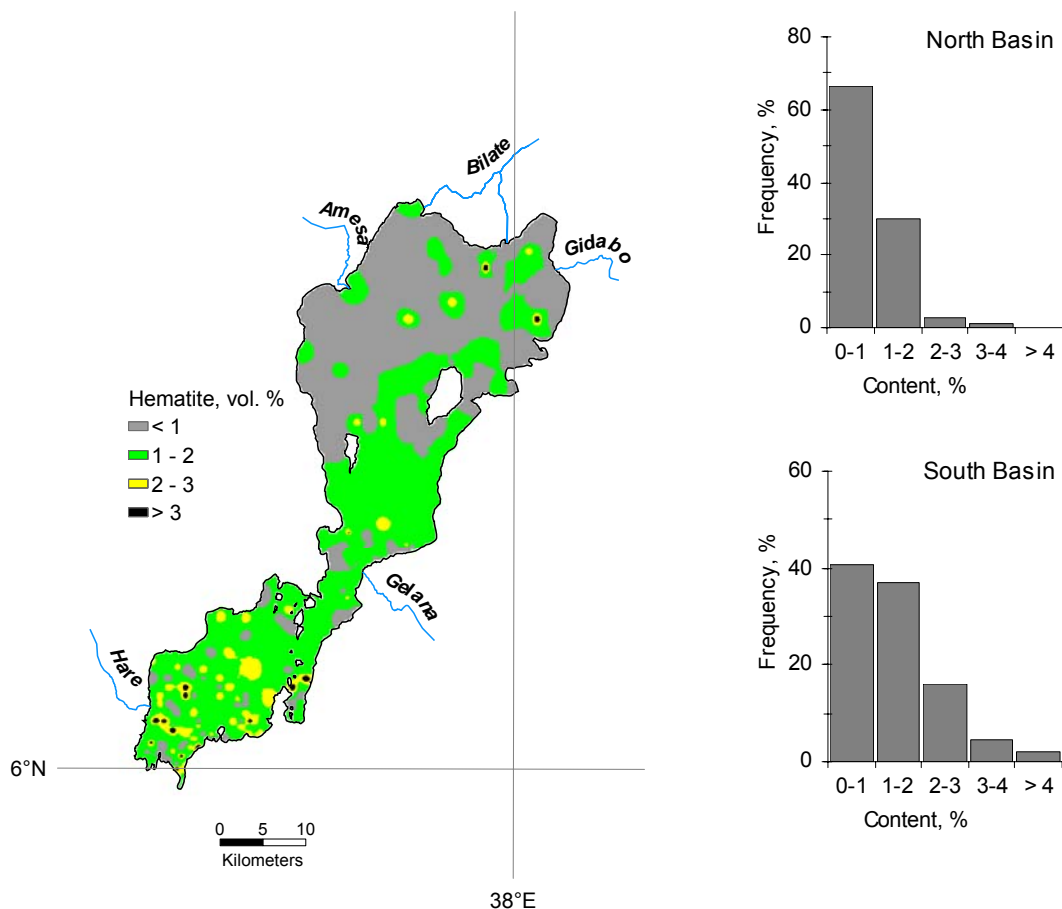 Bilate
Amesa
Gidabo
Hematite, vol. %
< 1
1 - 2
2 - 3
> 3
Gelana
Hare
6°N
0 5 10
Kilometers
38°E
North Basin
Frequency, %
80
60
40
20
0
0-1 1-2 2-3 3-4 > 4
Content, %
South Basin
Frequency, %
60
40
20
0
0-1 1-2 2-3 3-4 > 4
Content, %